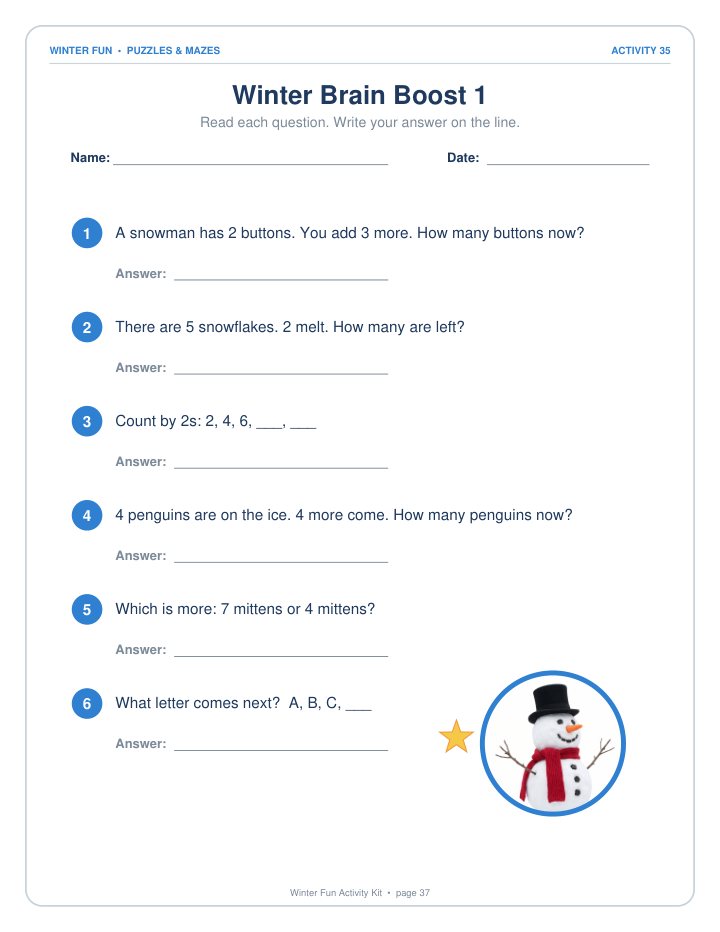 WINTER FUN • PUZZLES & MAZES
ACTIVITY 35
Winter Brain Boost 1
Read each question. Write your answer on the line.
Name: Date:
1 A snowman has 2 buttons. You add 3 more. How many buttons now?
Answer:
2 There are 5 snowflakes. 2 melt. How many are left?
Answer:
3 Count by 2s: 2, 4, 6, ___, ___
Answer:
4 4 penguins are on the ice. 4 more come. How many penguins now?
Answer:
5 Which is more: 7 mittens or 4 mittens?
Answer:
6 What letter comes next?  A, B, C, ___
Answer:
Winter Fun Activity Kit • page 37